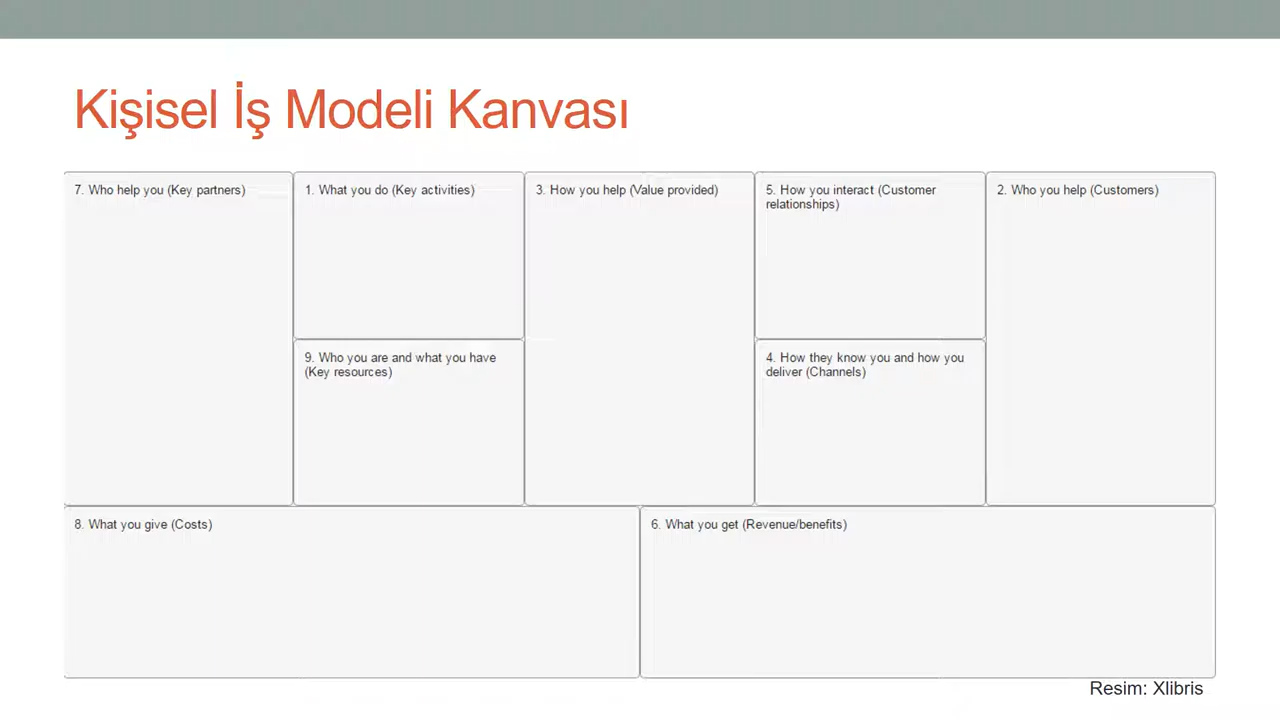 Kişisel İş Modeli Kanvası
7. Who help you (Key partners)
1. What you do (Key activities)
3. How you help (Value provided)
5. How you interact (Customer
relationships)
2. Who you help (Customers)
9. Who you are and what you have
(Key resources)
4. How they know you and how you
deliver (Channels)
8. What you give (Costs)
6. What you get (Revenue/benefits)
Resim: Xlibris